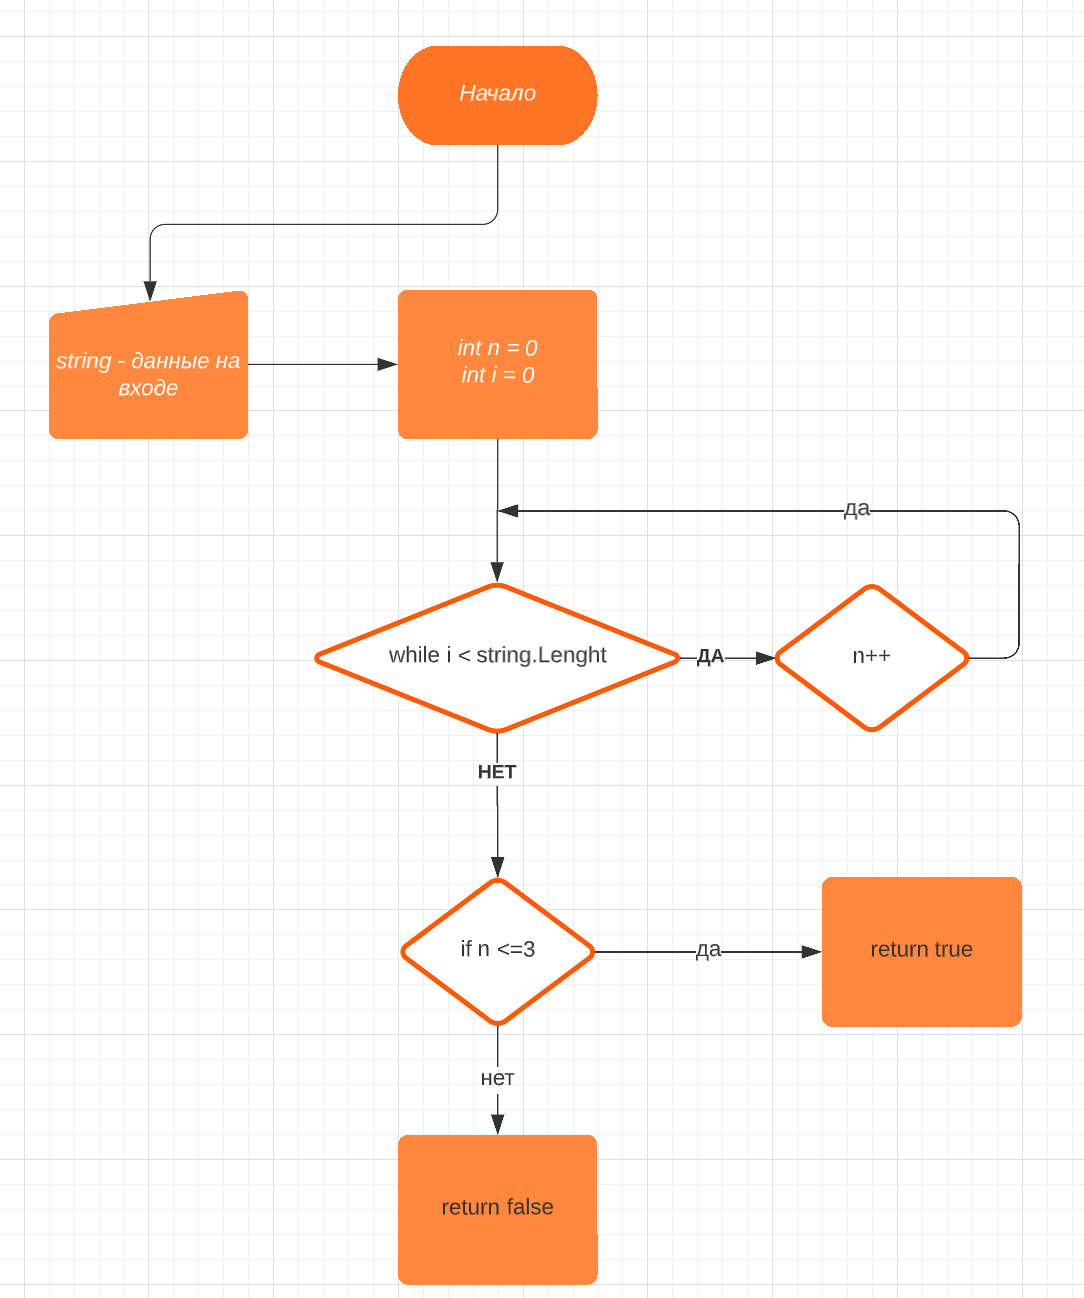 Начало
string - данные на
входе
int n = 0
int i = 0
да
while i < string.Lenght
ДА
n++
НЕТ
if n <=3
да
return true
нет
return false